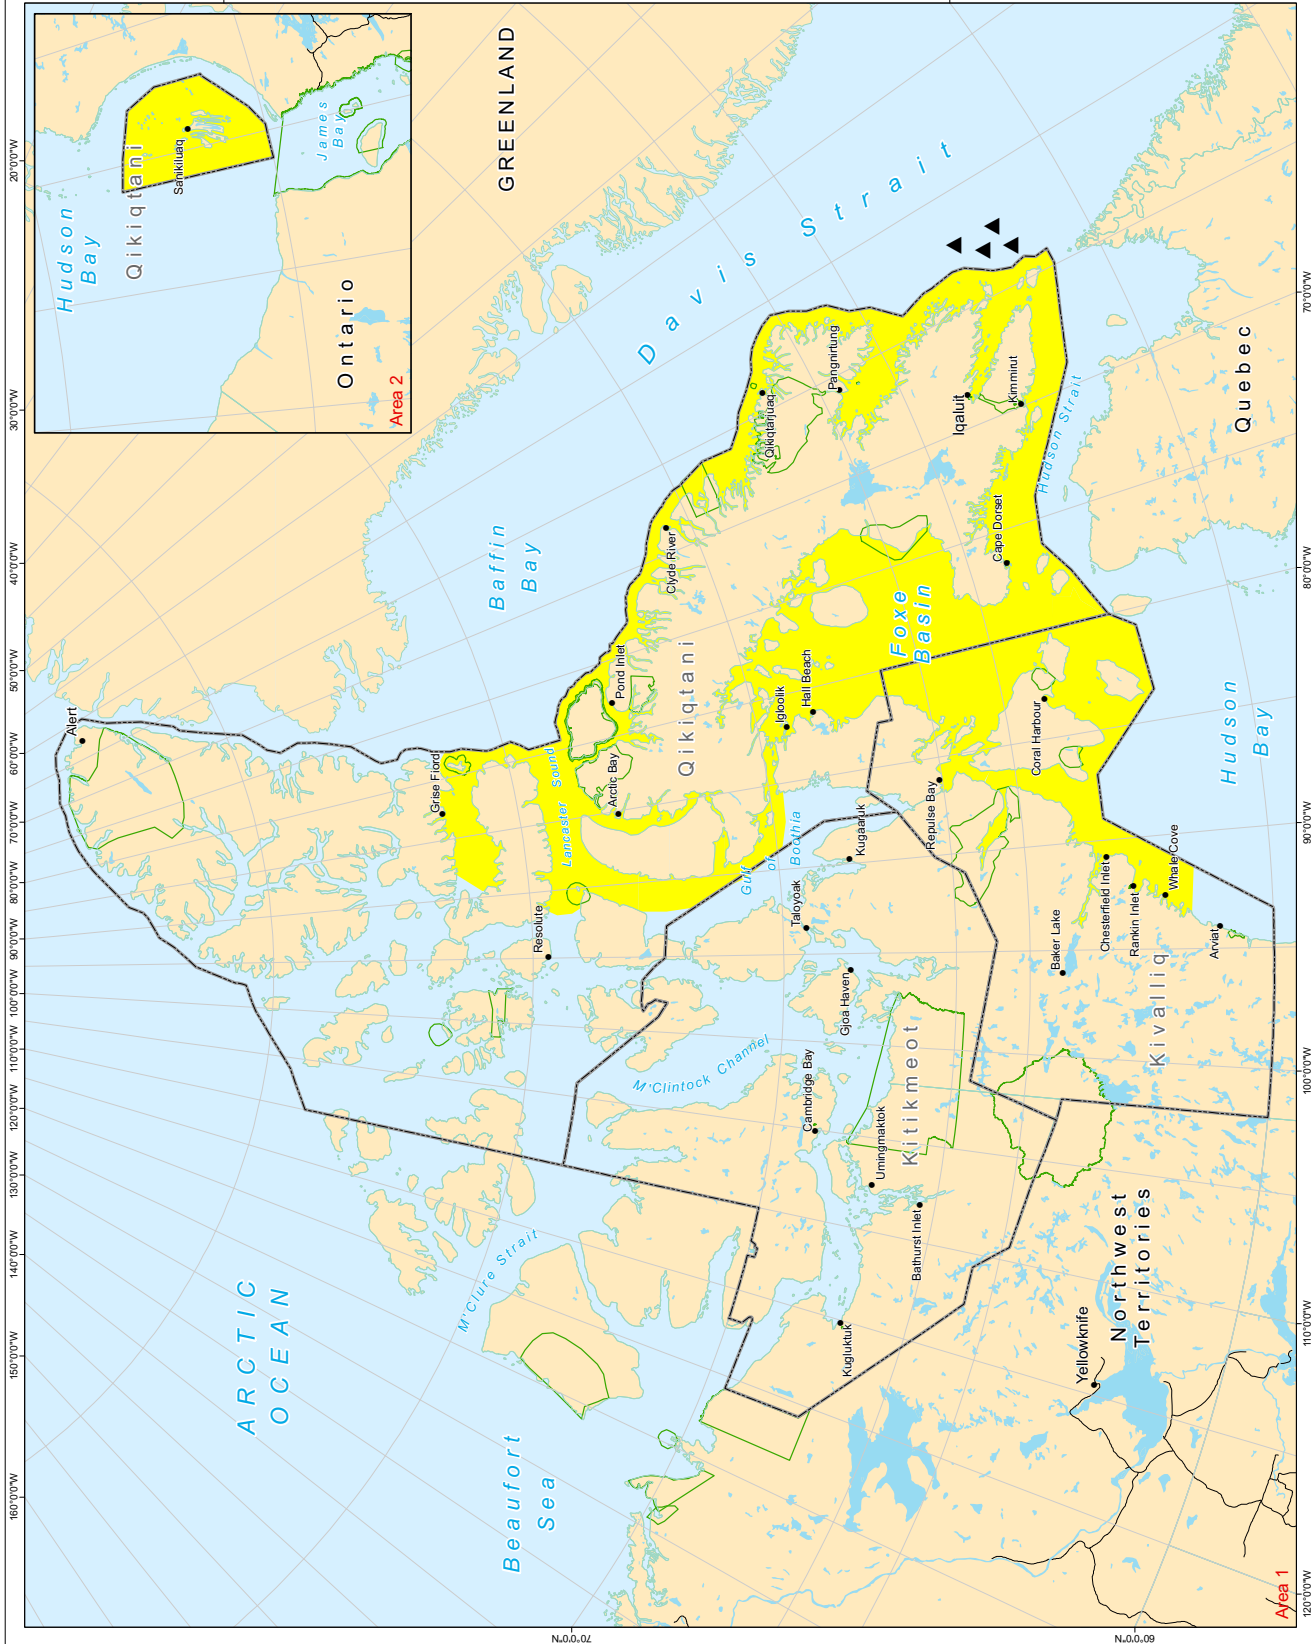 20°0'0"W
30°0'0"W
40°0'0"W
50°0'0"W
60°0'0"W
70°0'0"W
80°0'0"W
90°0'0"W
100°0'0"W
110°0'0"W
120°0'0"W
130°0'0"W
140°0'0"W
150°0'0"W
160°0'0"W
Hudson
Bay
Qikiqtani
Sanikiluaq
James
Bay
Ontario
Area 2
GREENLAND
Davis Strait
Baffin
Bay
Alert
Grise Fiord
Lancaster Sound
Resolute
Arctic Bay
Pond Inlet
Clyde River
Qikiqtarjuaq
Pangnirtung
Iqaluit
Kimmirut
Cape Dorset
Hudson Strait
Quebec
Qikiqtani
Igloolik
Hall Beach
Foxe
Basin
Gulf
of
Boothia
Kugaaruk
Taloyoak
Gjoa Haven
Repulse Bay
Coral Harbour
Hudson
Bay
Chesterfield Inlet
Rankin Inlet
Whale Cove
Baker Lake
Arviat
Kivalliq
M'Clintock Channel
Cambridge Bay
Umingmaktok
Kitikmeot
Bathurst Inlet
Kugluktuk
M'Clure Strait
ARCTIC
OCEAN
Beaufort
Sea
Northwest
Territories
Yellowknife
Area 1
70°0'0"N
60°0'0"N
70°0'0"W
80°0'0"W
90°0'0"W
100°0'0"W
110°0'0"W
120°0'0"W